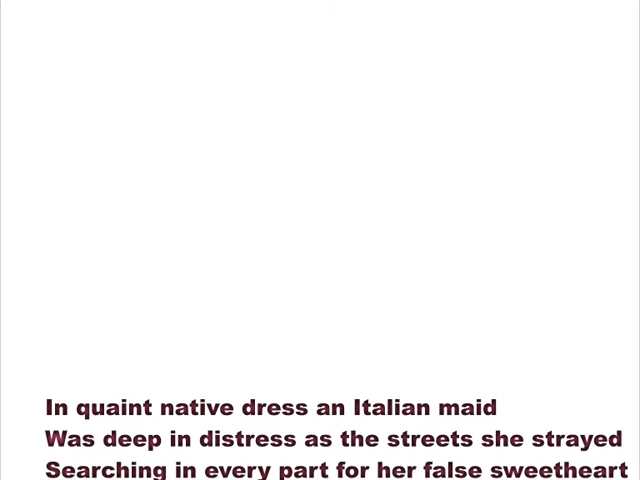 In quaint native dress an Italian maid
Was deep in distress as the streets she strayed
Searching in every part for her false sweetheart